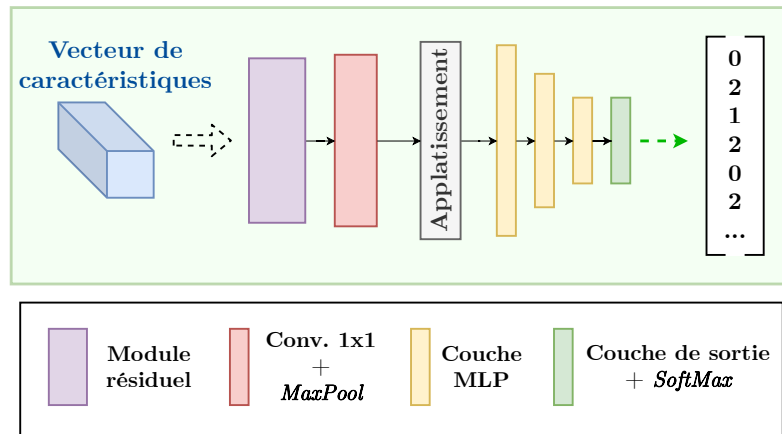 Vecteur de
caractéristiques
Applatissement
0
2
1
2
0
2
...
Module
résiduel
Conv. 1x1
+
MaxPool
Couche
MLP
Couche de sortie
+ SoftMax